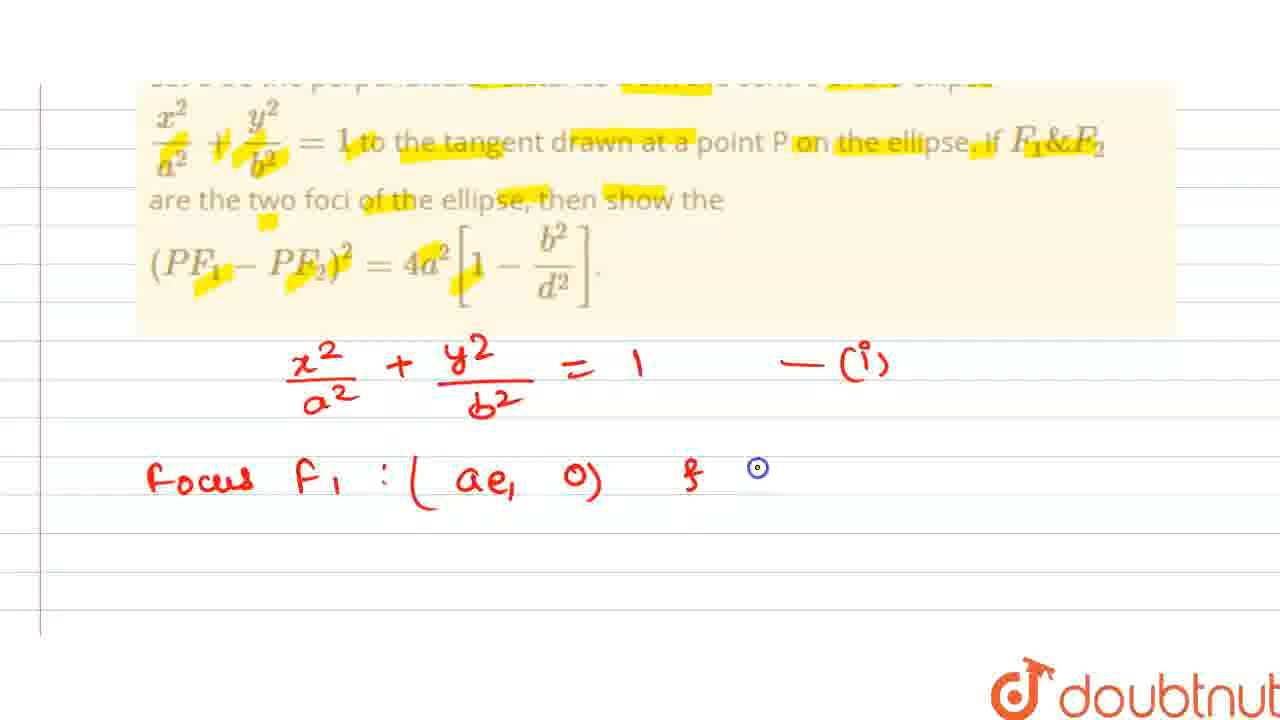 x²/a² + y²/b² = 1 to the tangent drawn at a point P on the ellipse. If F₁&F₂
are the two foci of the ellipse, then show the
(PF₁ − PF₂)² = 4a²[1 − b²/d²].
x²/a² + y²/b² = 1 — (i)
Focus F₁ : (ae, 0) &
doubtnut